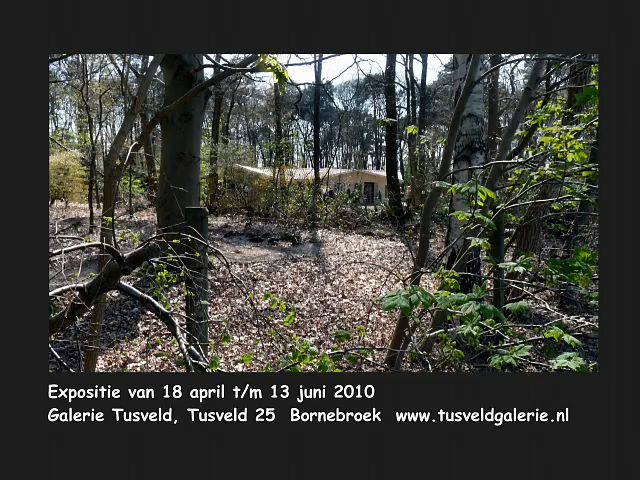 Expositie van 18 april t/m 13 juni 2010
Galerie Tusveld, Tusveld 25 Bornebroek www.tusveldgalerie.nl